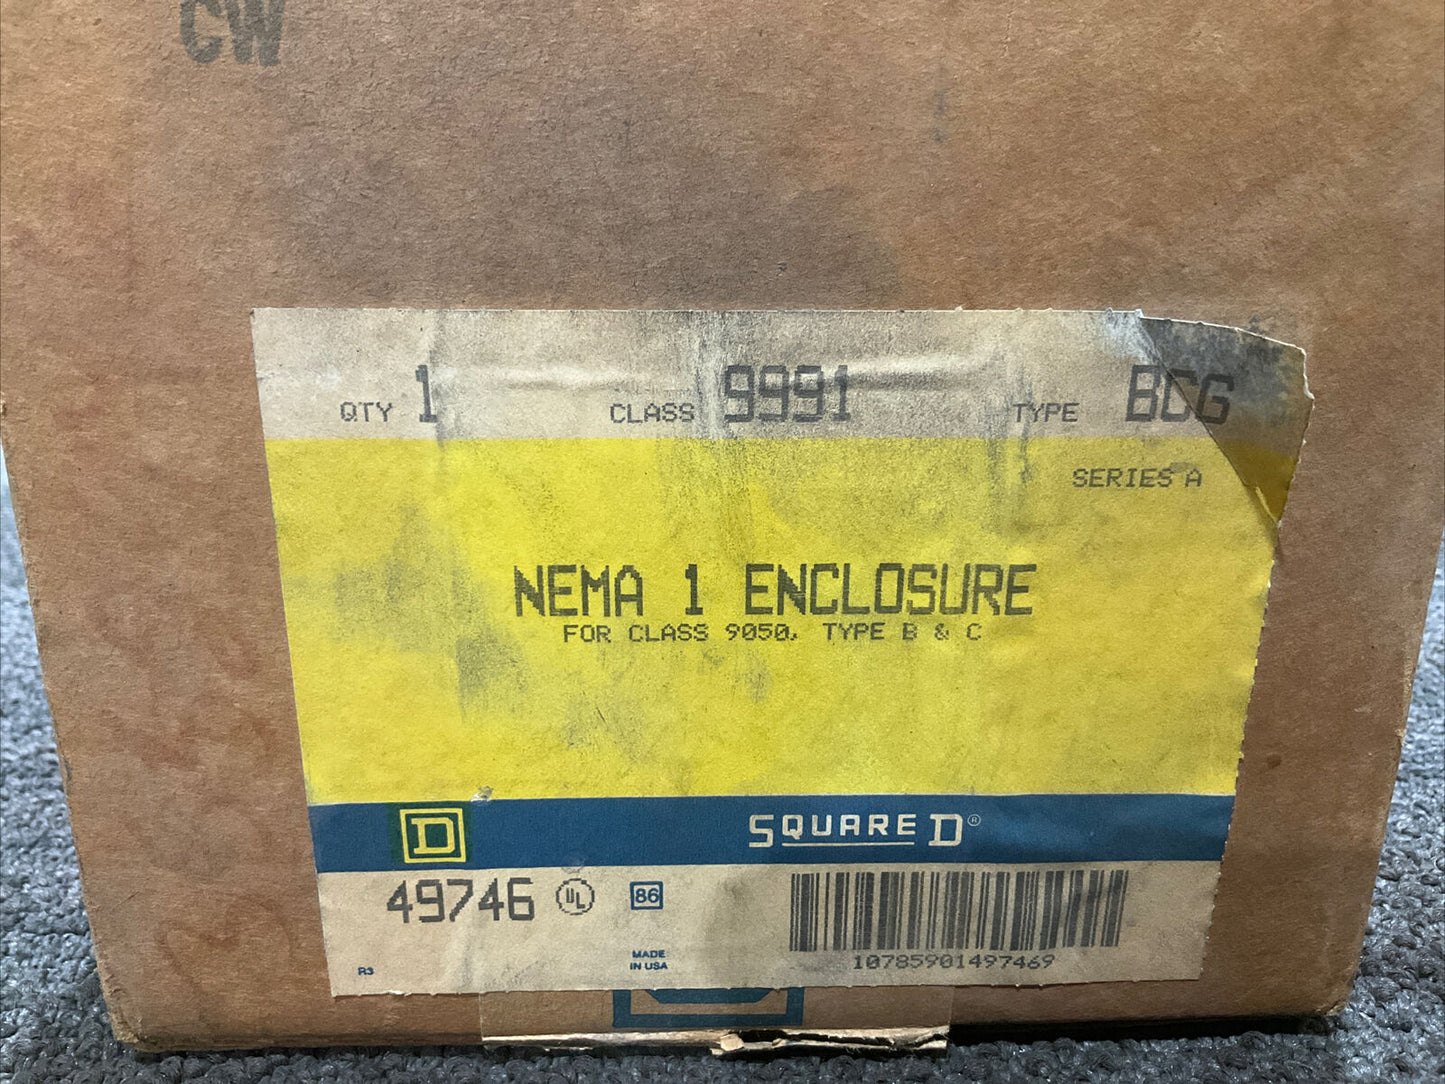 CW
QTY 1 CLASS 9991 TYPE BCG
SERIES A
NEMA 1 ENCLOSURE
FOR CLASS 9050, TYPE B & C
D SQUARE D®
49746 UL 86
MADE
IN USA
R3
10785901497469